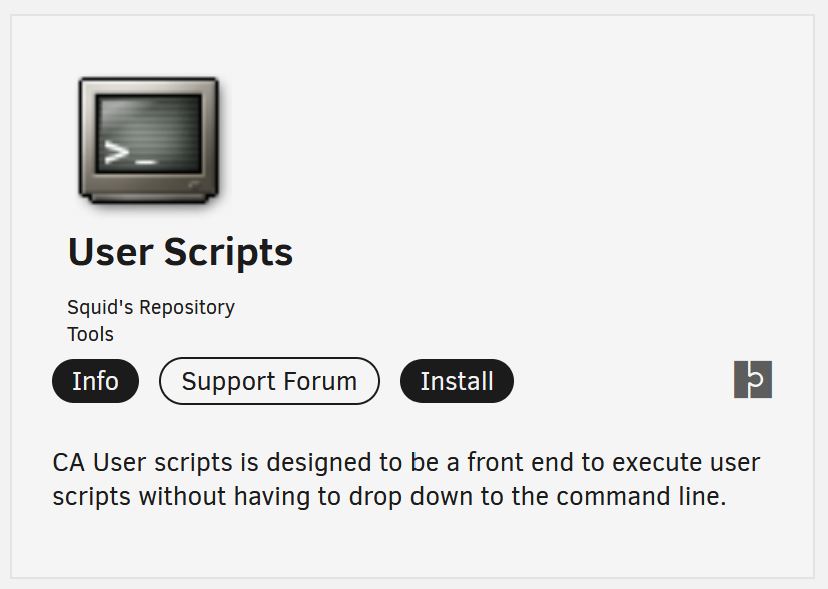 >_
User Scripts
Squid's Repository
Tools
Info
Support Forum
Install
CA User scripts is designed to be a front end to execute user
scripts without having to drop down to the command line.